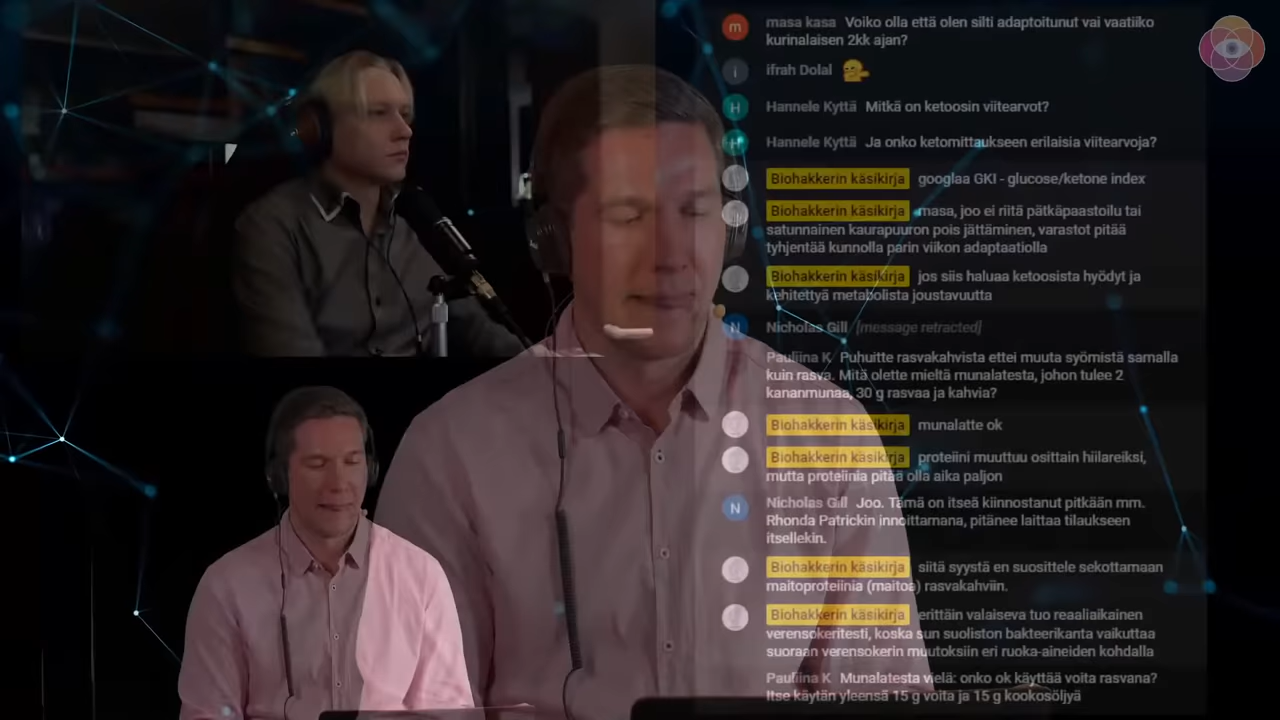 m
masa kasa Voiko olla että olen silti adaptoitunut vai vaatiiko
kurinalaisen 2kk ajan?
i
ifrah Dolal
H
Hannele Kyttä Mitkä on ketoosin viitearvot?
H
Hannele Kyttä Ja onko ketomittaukseen erilaisia viitearvoja?
Biohakkerin käsikirja googlaa GKI - glucose/ketone index
Biohakkerin käsikirja masa, joo ei riitä pätkäpaastoilu tai
satunnainen kaurapuuron pois jättäminen, varastot pitää
tyhjentää kunnolla parin viikon adaptaatiolla
Biohakkerin käsikirja jos siis haluaa ketoosista hyödyt ja
kehitettyä metabolista joustavuutta
N
Nicholas Gill [message retracted]
Pauliina K Puhuitte rasvakahvista ettei muuta syömistä samalla
kuin rasva. Mitä olette mieltä munalatesta, johon tulee 2
kananmunaa, 30 g rasvaa ja kahvia?
Biohakkerin käsikirja munalatte ok
Biohakkerin käsikirja proteiini muuttuu osittain hiilareiksi,
mutta proteiinia pitää olla aika paljon
N
Nicholas Gill Joo. Tämä on itseä kiinnostanut pitkään mm.
Rhonda Patrickin innoittamana, pitänee laittaa tilaukseen
itsellekin.
Biohakkerin käsikirja siitä syystä en suosittele sekottamaan
maitoproteiinia (maitoa) rasvakahviin.
Biohakkerin käsikirja erittäin valaiseva tuo reaaliaikainen
verensokeritesti, koska sun suoliston bakteerikanta vaikuttaa
suoraan verensokerin muutoksiin eri ruoka-aineiden kohdalla
Pauliina K Munalatesta vielä: onko ok käyttää voita rasvana?
Itse käytän yleensä 15 g voita ja 15 g kookosöljyä